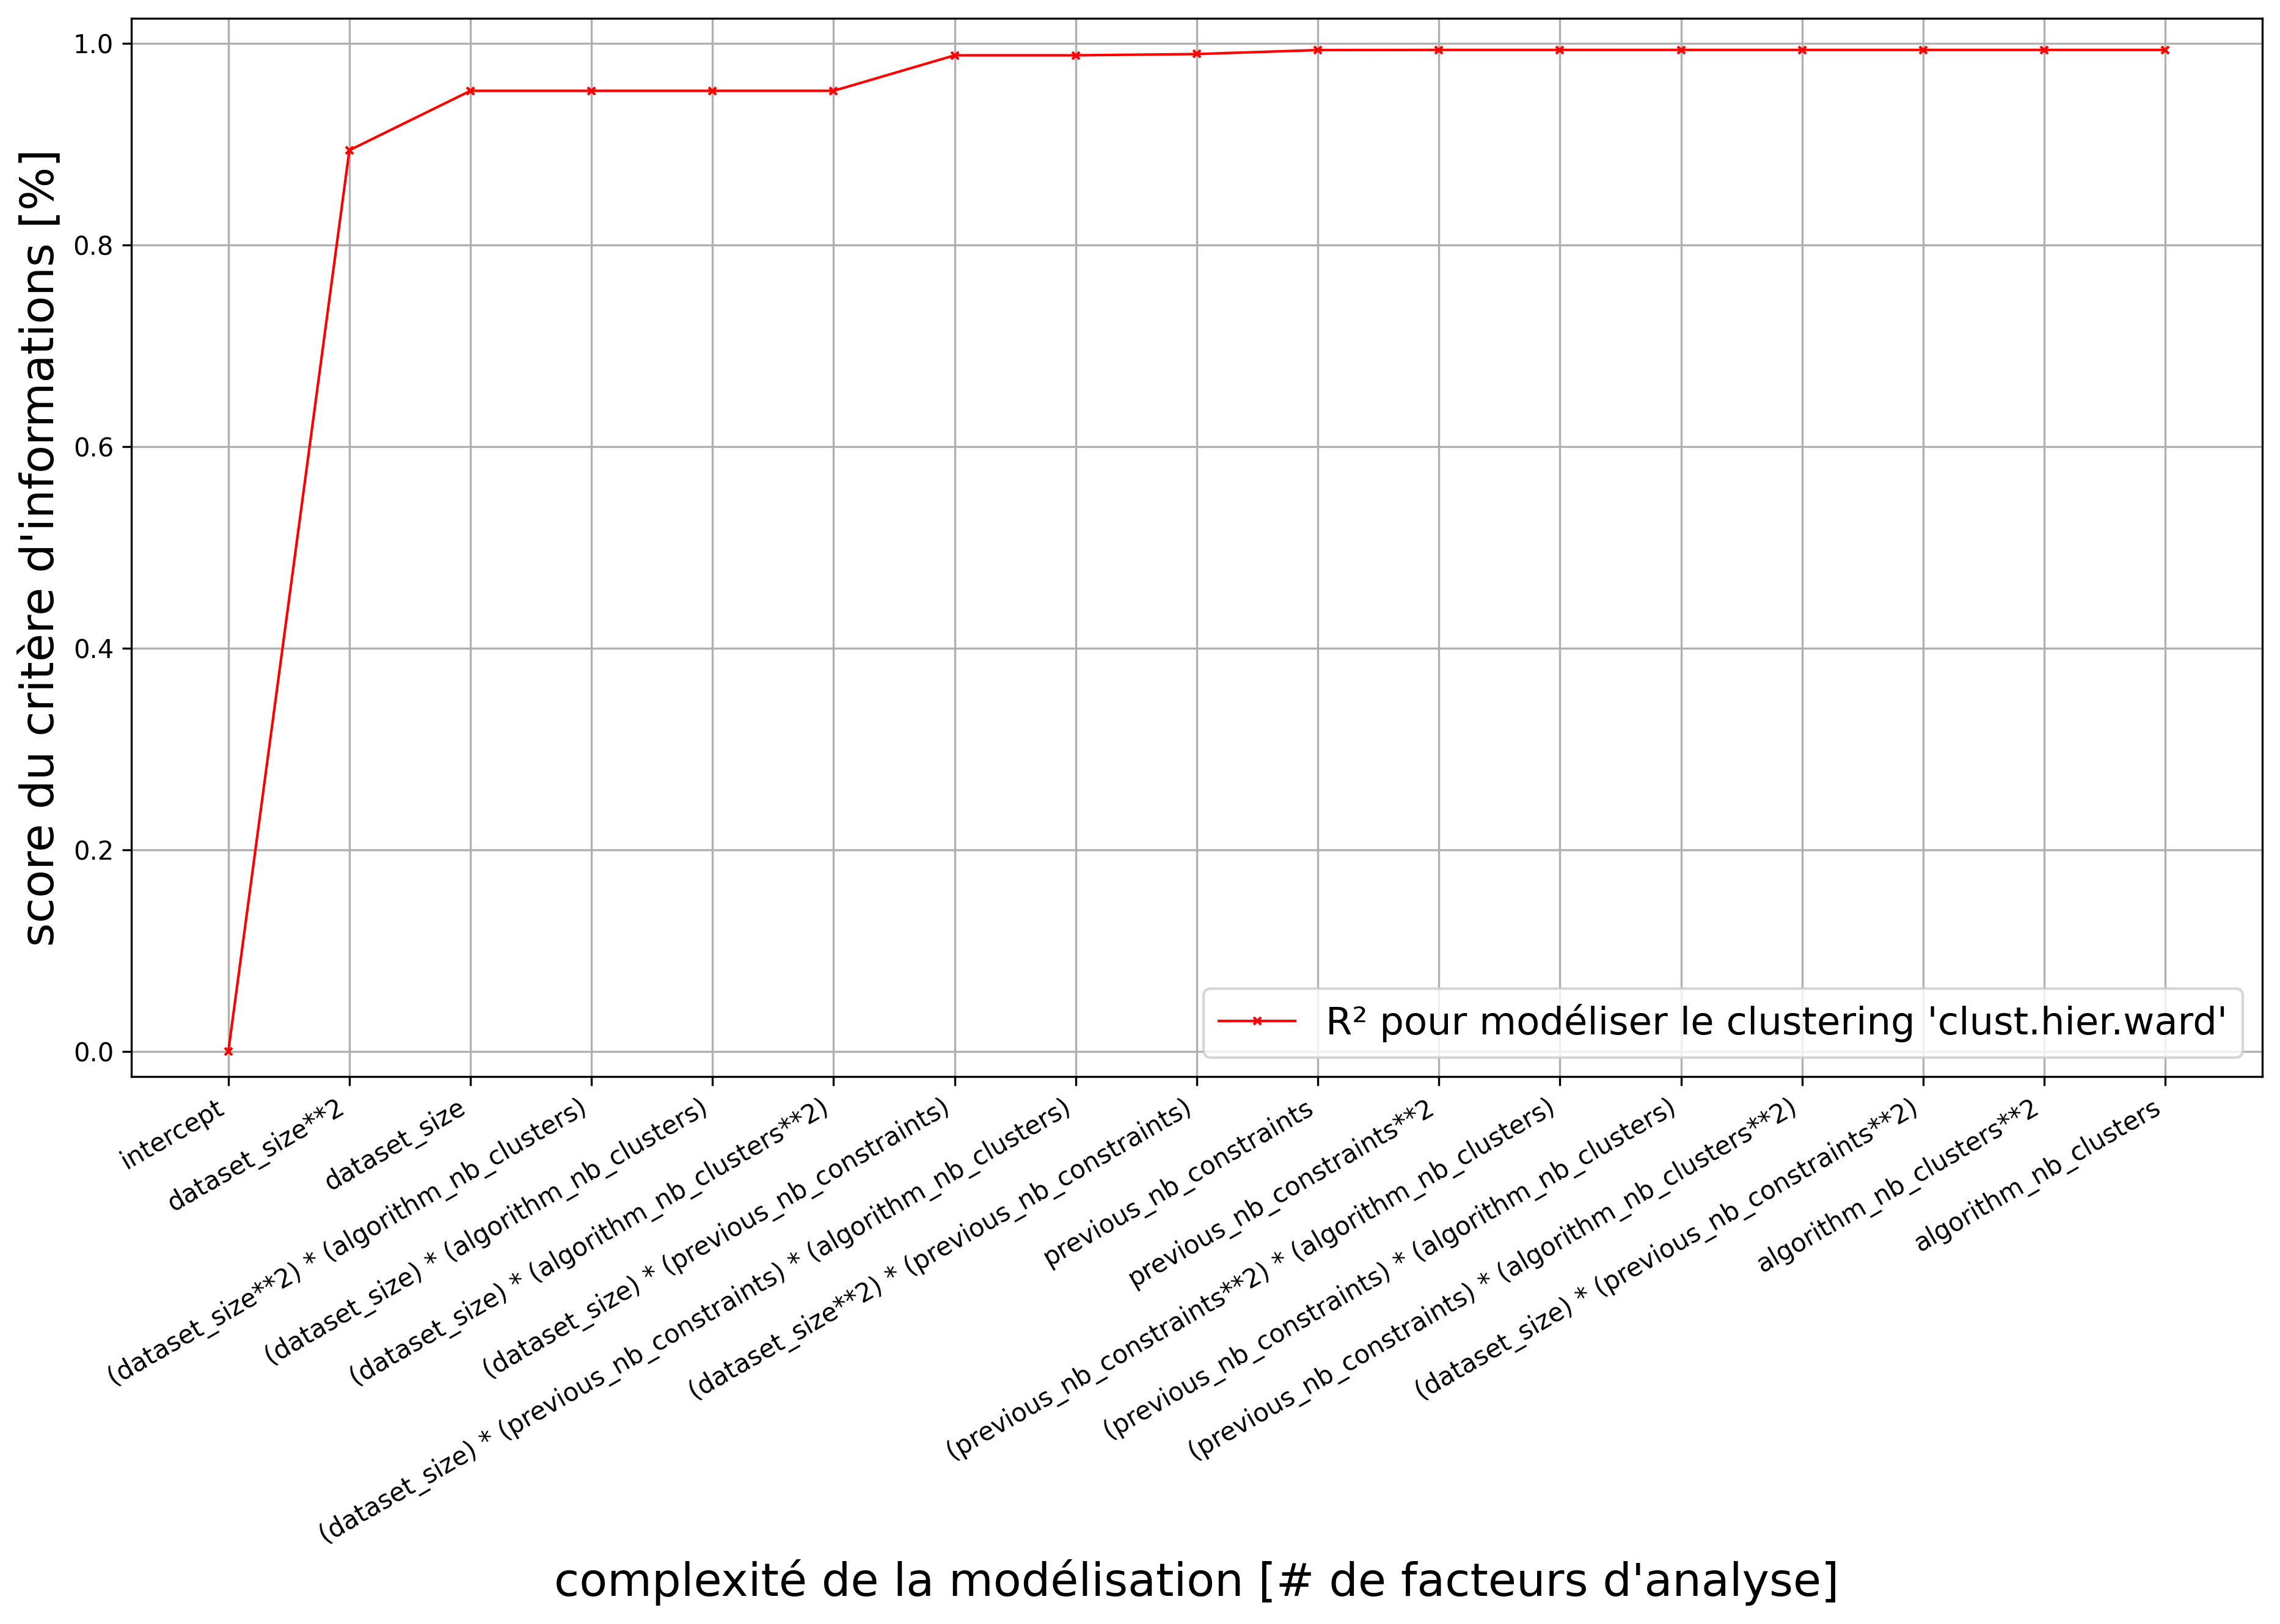 score du critère d'informations [%]
1.0
0.8
0.6
0.4
0.2
0.0
R² pour modéliser le clustering 'clust.hier.ward'
intercept
dataset_size**2
dataset_size
(dataset_size**2) * (algorithm_nb_clusters)
(dataset_size) * (algorithm_nb_clusters)
(dataset_size) * (algorithm_nb_clusters**2)
(dataset_size) * (previous_nb_constraints)
(dataset_size) * (previous_nb_constraints) * (algorithm_nb_clusters)
(dataset_size**2) * (previous_nb_constraints)
previous_nb_constraints
previous_nb_constraints**2
(previous_nb_constraints**2) * (algorithm_nb_clusters)
(previous_nb_constraints) * (algorithm_nb_clusters)
(previous_nb_constraints) * (algorithm_nb_clusters**2)
(dataset_size) * (previous_nb_constraints**2)
algorithm_nb_clusters**2
algorithm_nb_clusters
complexité de la modélisation [# de facteurs d'analyse]